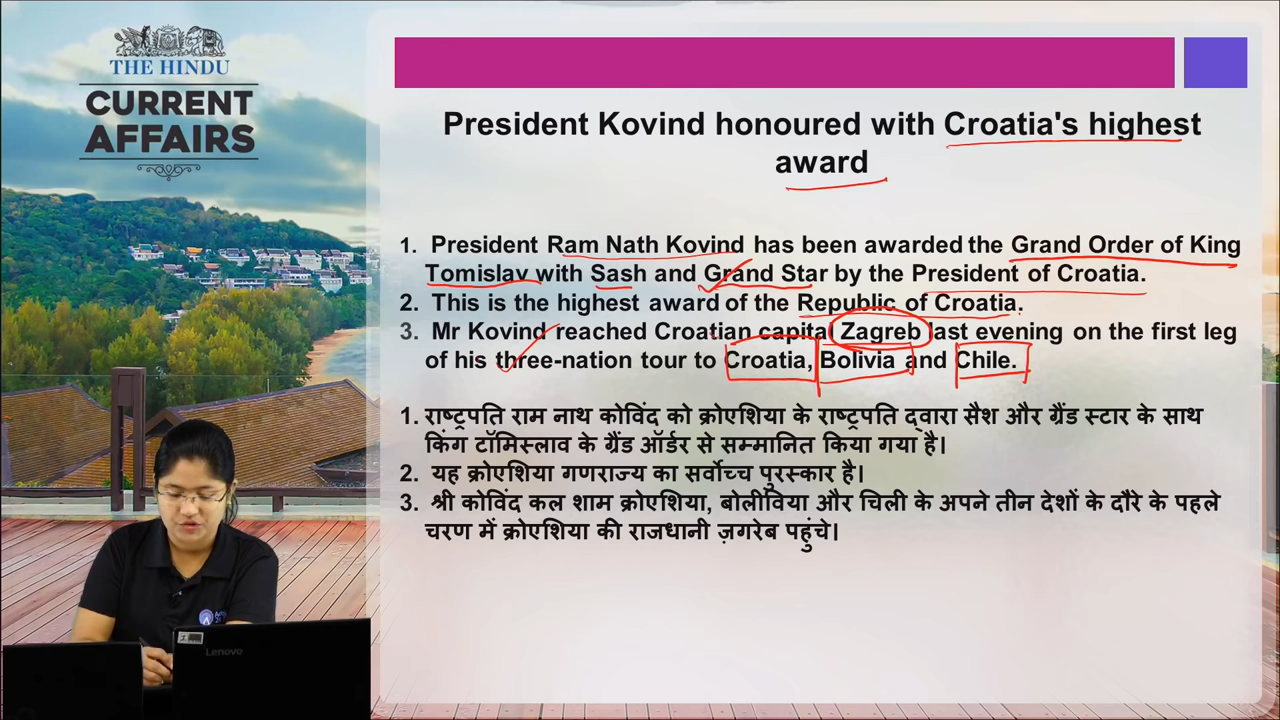 THE HINDU
CURRENT
AFFAIRS
President Kovind honoured with Croatia's highest
award
1. President Ram Nath Kovind has been awarded the Grand Order of King
Tomislav with Sash and Grand Star by the President of Croatia.
2. This is the highest award of the Republic of Croatia.
3. Mr Kovind reached Croatian capital Zagreb last evening on the first leg
of his three-nation tour to Croatia, Bolivia and Chile.
1. राष्ट्रपति राम नाथ कोविंद को क्रोएशिया के राष्ट्रपति द्वारा सैश और ग्रैंड स्टार के साथ
किंग टॉमिस्लाव के ग्रैंड ऑर्डर से सम्मानित किया गया है।
2. यह क्रोएशिया गणराज्य का सर्वोच्च पुरस्कार है।
3. श्री कोविंद कल शाम क्रोएशिया, बोलीविया और चिली के अपने तीन देशों के दौरे के पहले
चरण में क्रोएशिया की राजधानी ज़गरेब पहुंचे।
Lenovo